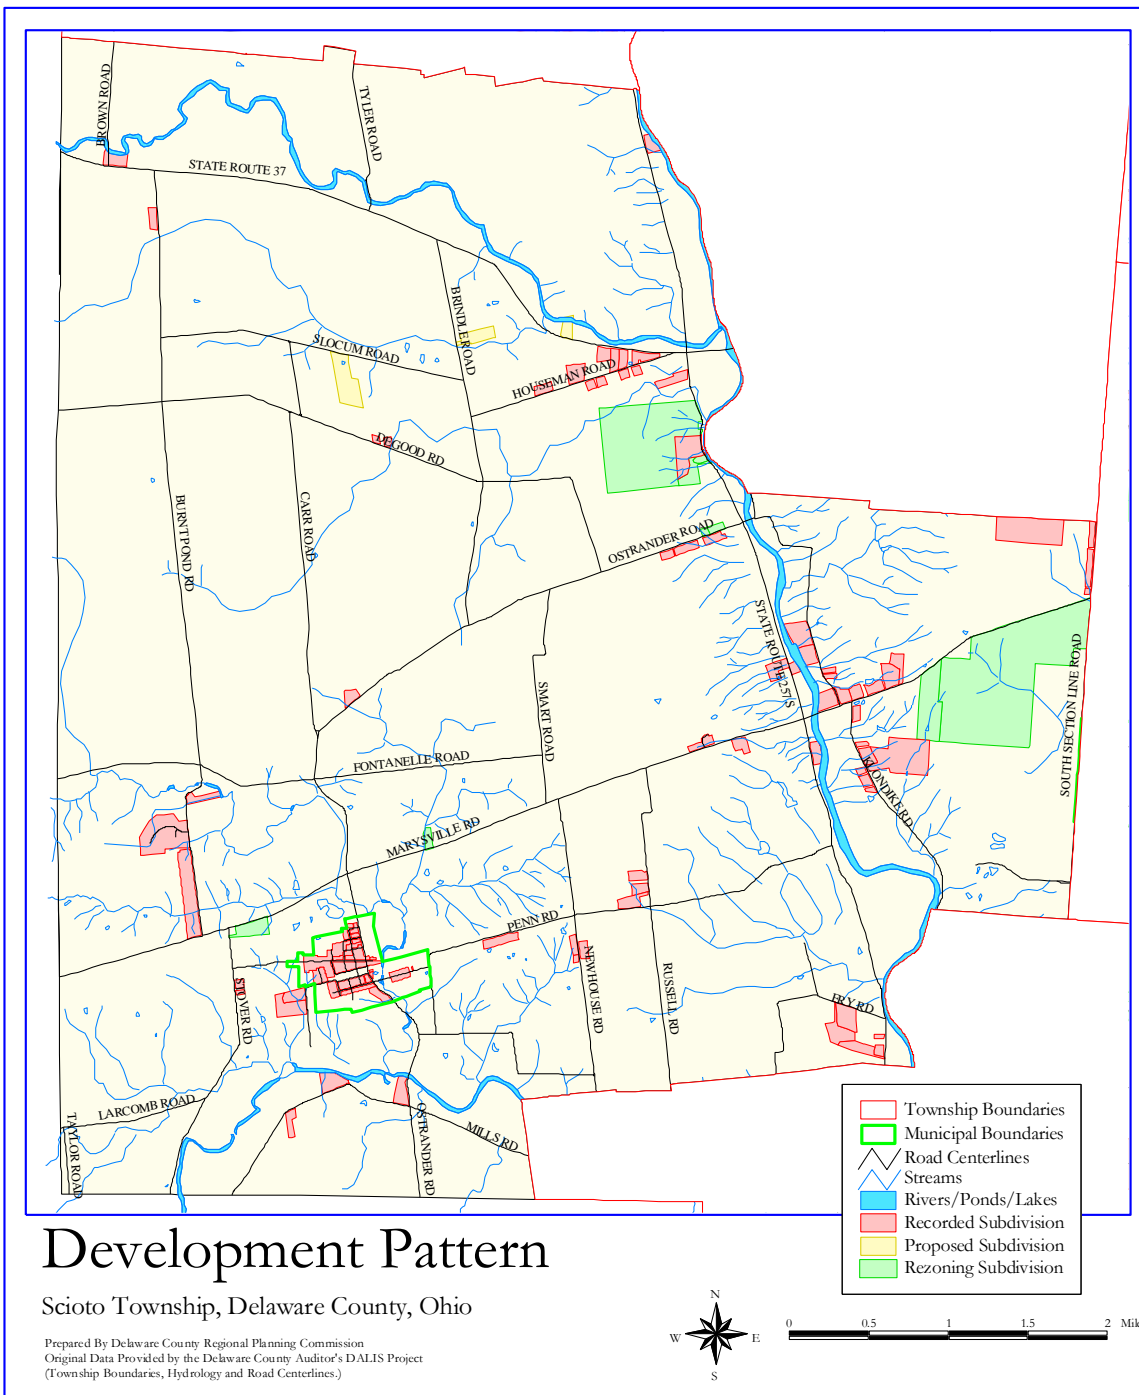 BROWN ROAD
TYLER ROAD
STATE ROUTE 37
BRINDLE ROAD
SLOCUM ROAD
HOUSEMAN ROAD
DEGOOD RD
BURNT POND RD
CARR ROAD
OSTRANDER ROAD
STATE ROUTE 257 S
SMART ROAD
SOUTH SECTION LINE ROAD
FONTANELLE ROAD
KLONDIKE RD
MARYSVILLE RD
PENN RD
NEWHOUSE RD
RUSSELL RD
FRY RD
STOVER RD
LARCOMB ROAD
TAYLOR ROAD
OSTRANDER RD
MILLS RD
Township Boundaries
Municipal Boundaries
Road Centerlines
Streams
Rivers/Ponds/Lakes
Recorded Subdivision
Proposed Subdivision
Rezoning Subdivision
Development Pattern
Scioto Township, Delaware County, Ohio
Prepared By Delaware County Regional Planning Commission
Original Data Provided by the Delaware County Auditor's DALIS Project
(Township Boundaries, Hydrology and Road Centerlines.)
N
W E
S
0 0.5 1 1.5 2 Mil